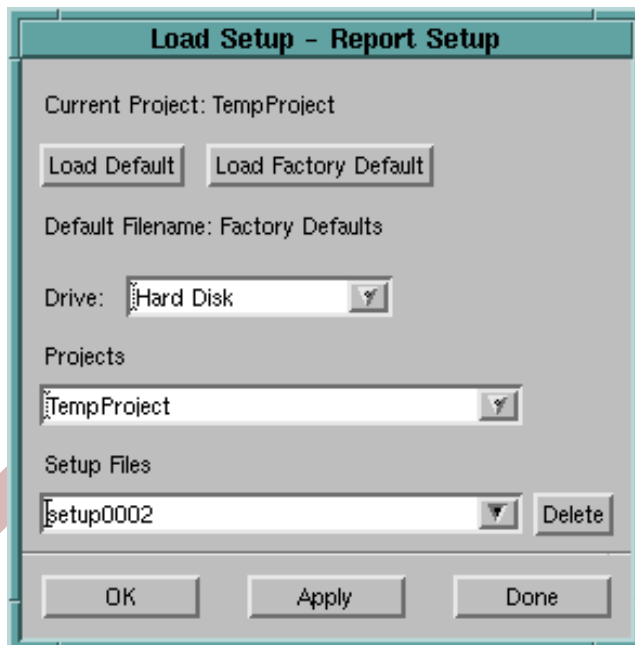 Load Setup - Report Setup
Current Project: TempProject
Load Default Load Factory Default
Default Filename: Factory Defaults
Drive: Hard Disk
Projects
TempProject
Setup Files
setup0002 Delete
OK Apply Done